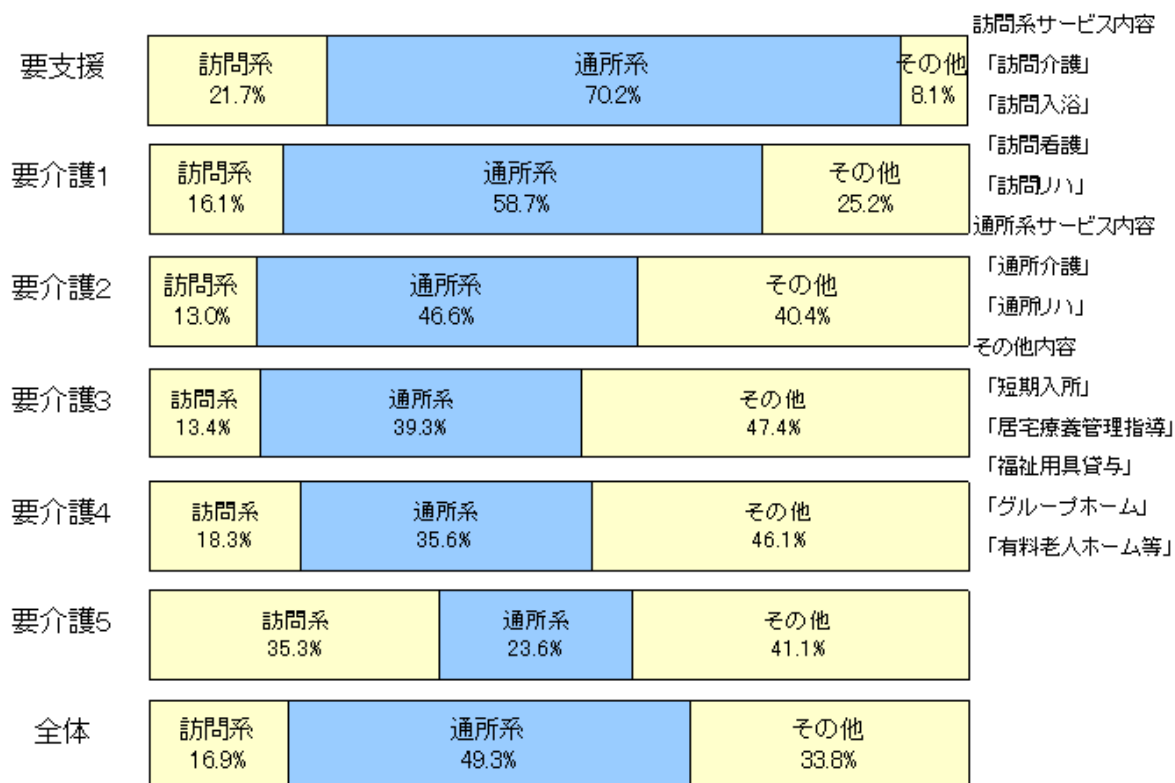 要支援
訪問系
21.7%
通所系
70.2%
その他
8.1%
要介護1
訪問系
16.1%
通所系
58.7%
その他
25.2%
要介護2
訪問系
13.0%
通所系
46.6%
その他
40.4%
要介護3
訪問系
13.4%
通所系
39.3%
その他
47.4%
要介護4
訪問系
18.3%
通所系
35.6%
その他
46.1%
要介護5
訪問系
35.3%
通所系
23.6%
その他
41.1%
全体
訪問系
16.9%
通所系
49.3%
その他
33.8%
訪問系サービス内容
「訪問介護」
「訪問入浴」
「訪問看護」
「訪問リハ」
通所系サービス内容
「通所介護」
「通所リハ」
その他内容
「短期入所」
「居宅療養管理指導」
「福祉用具貸与」
「グループホーム」
「有料老人ホーム等」